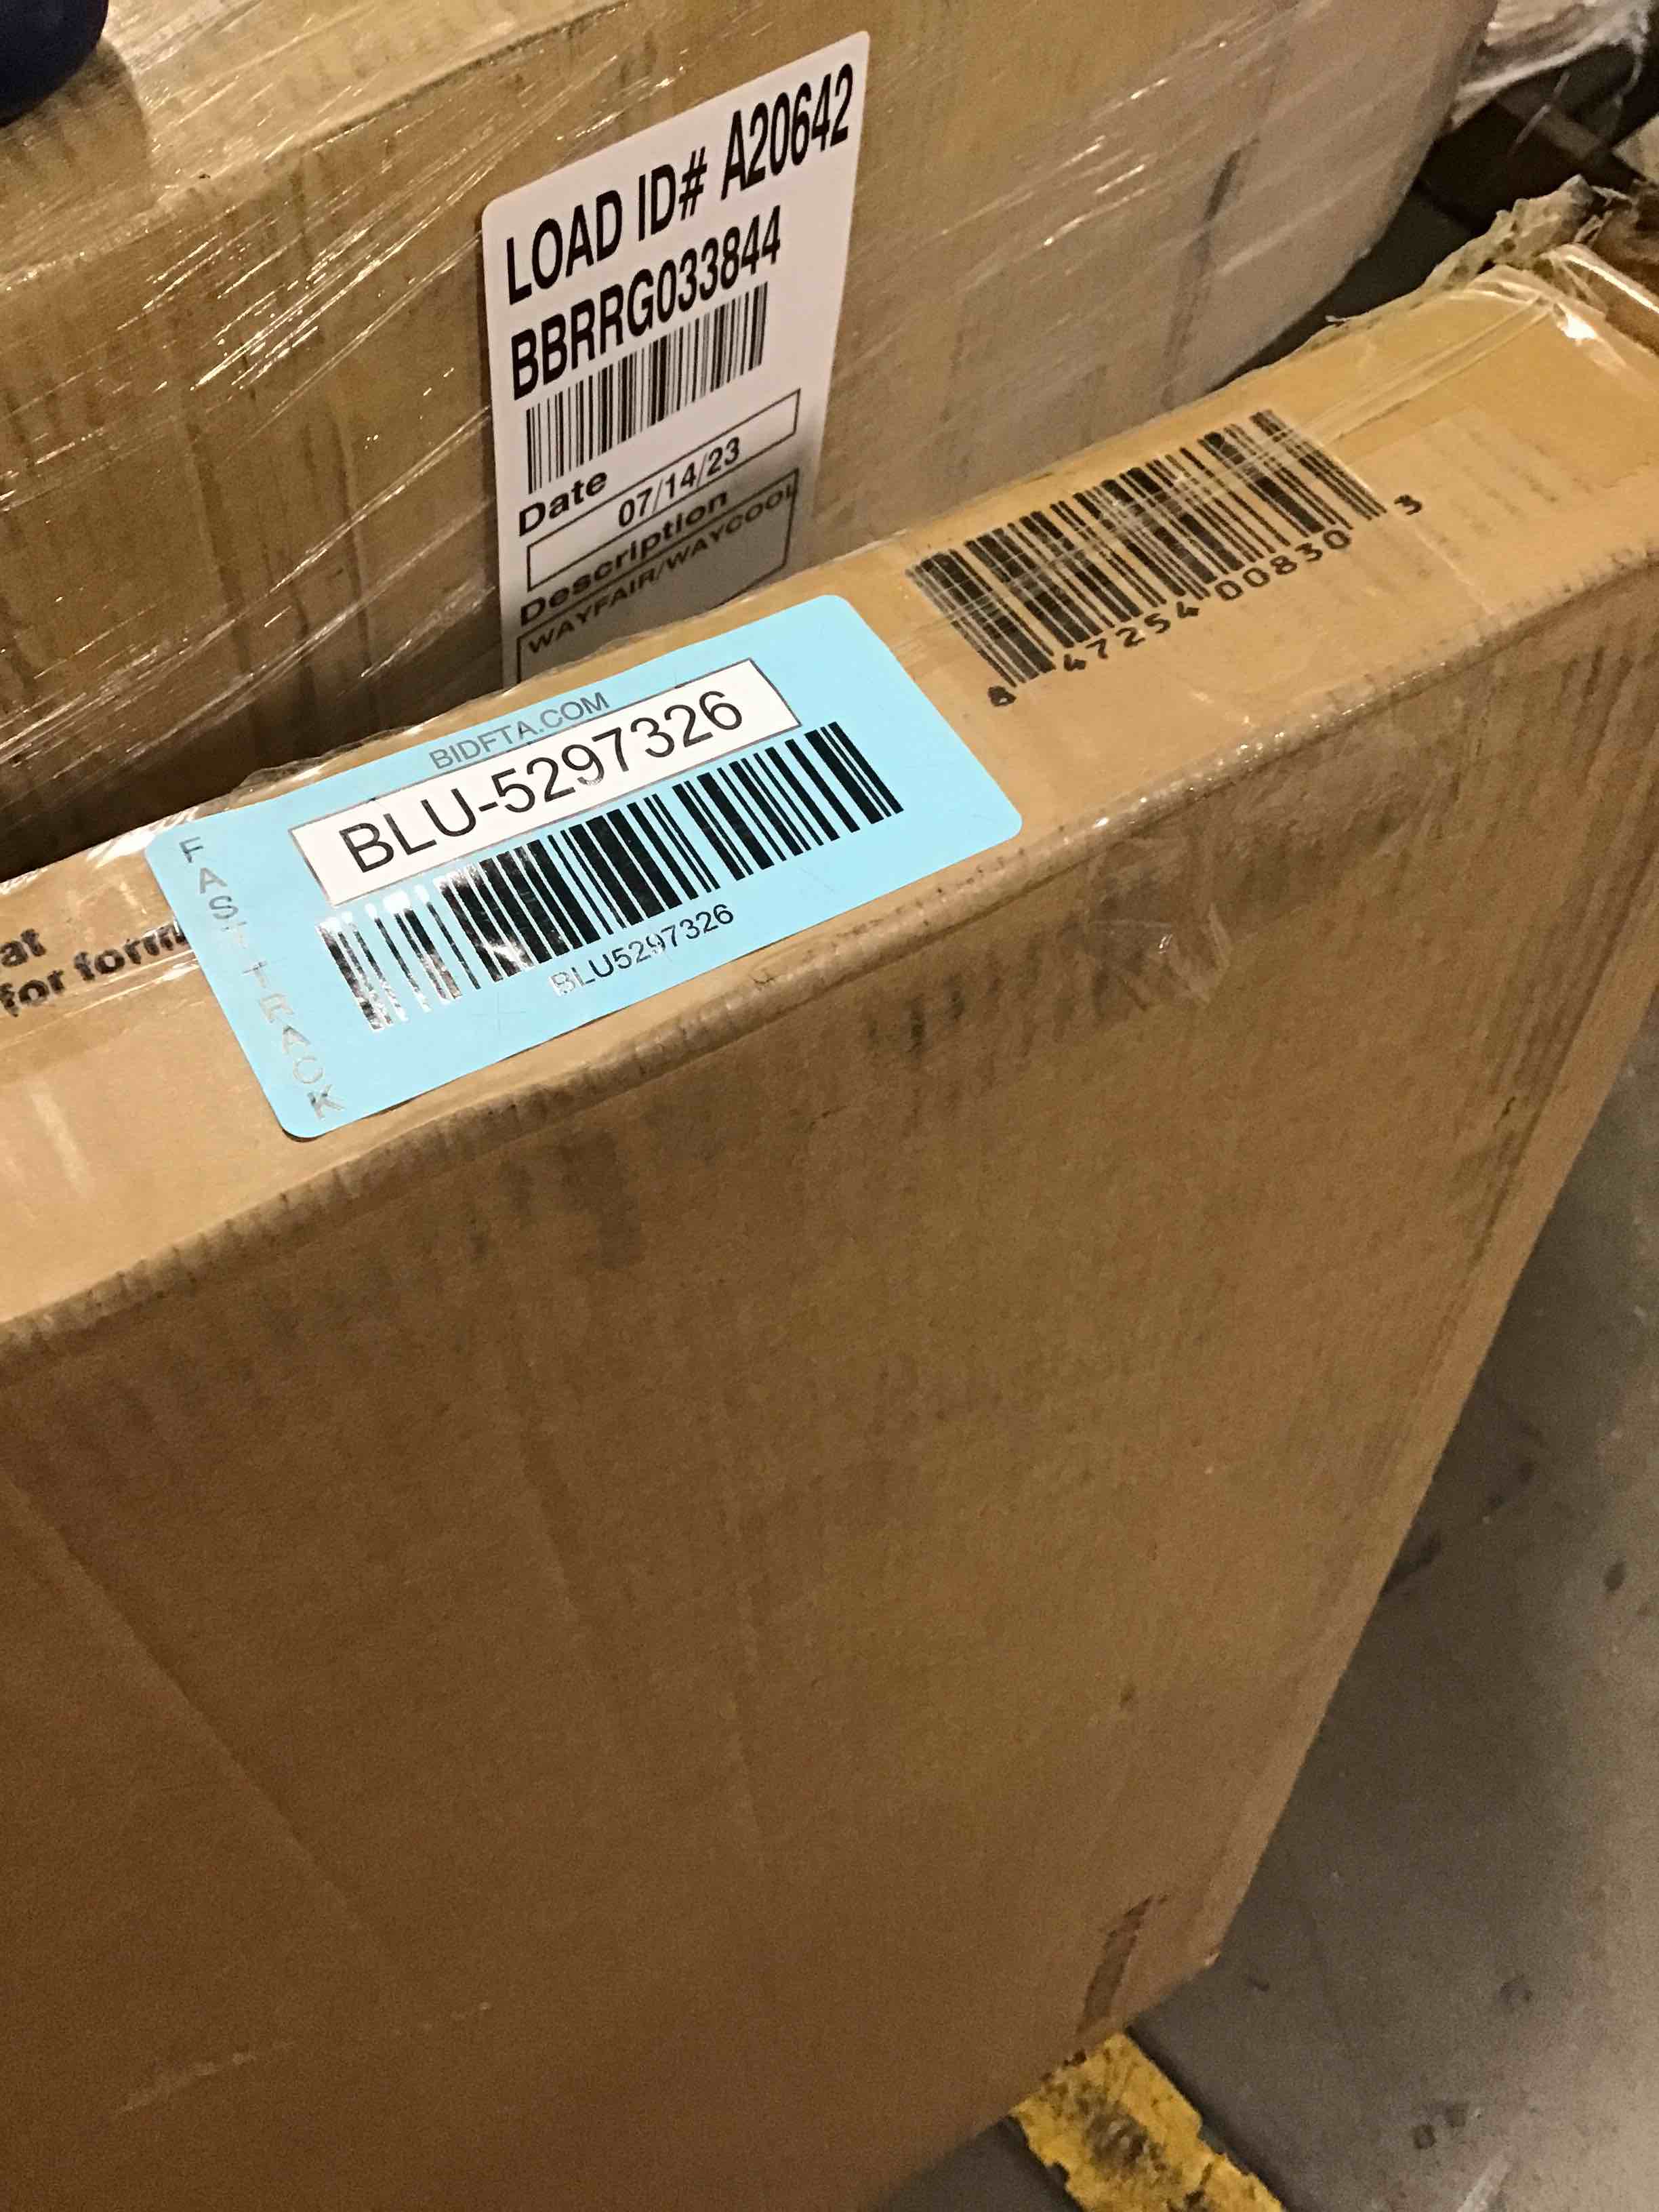 LOAD ID# A20642
BBRRG033844
Date
07/14/23
Description
WAYFAIR/WAYCOOL
8 47254 00830 3
BIDFTA.COM
BLU-5297326
BLU5297326
FAST TRACK
at
for form